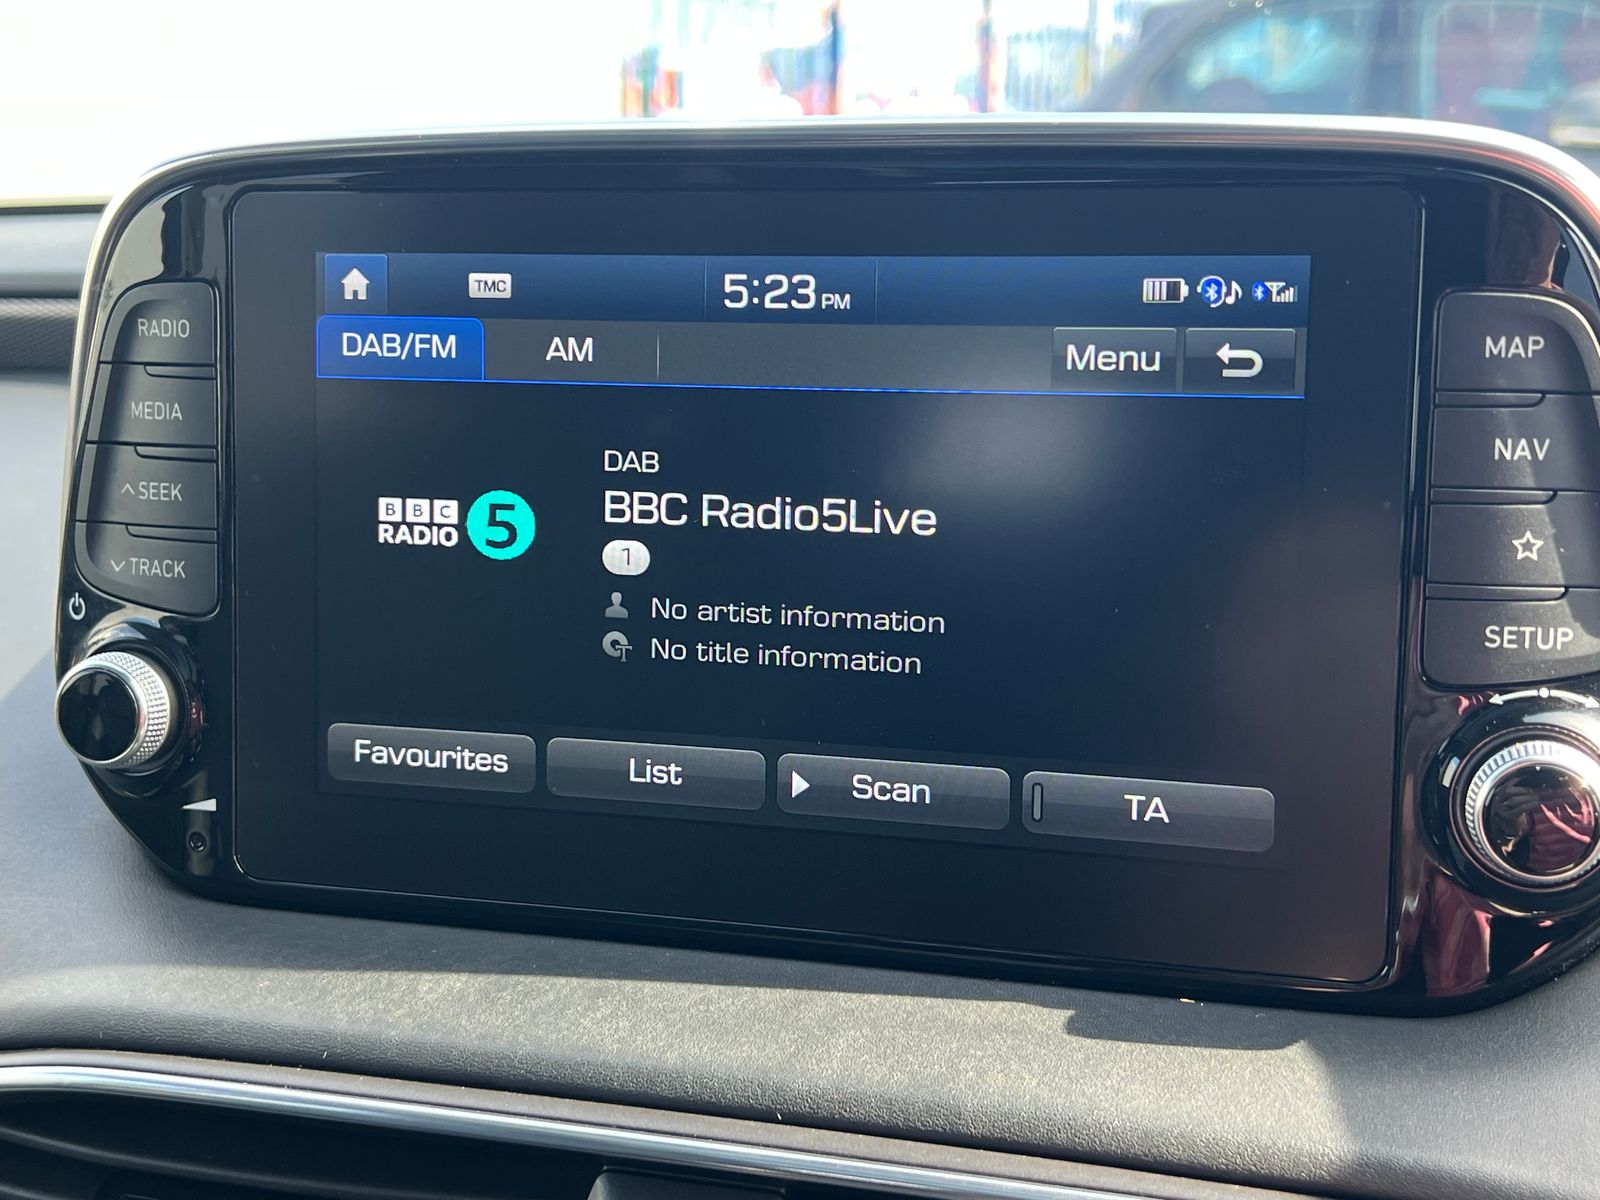 TMC
5:23 PM
DAB/FM
AM
Menu
RADIO
MEDIA
SEEK
TRACK
MAP
NAV
SETUP
DAB
BBC Radio5Live
BBC
RADIO
5
1
No artist information
No title information
Favourites
List
Scan
TA